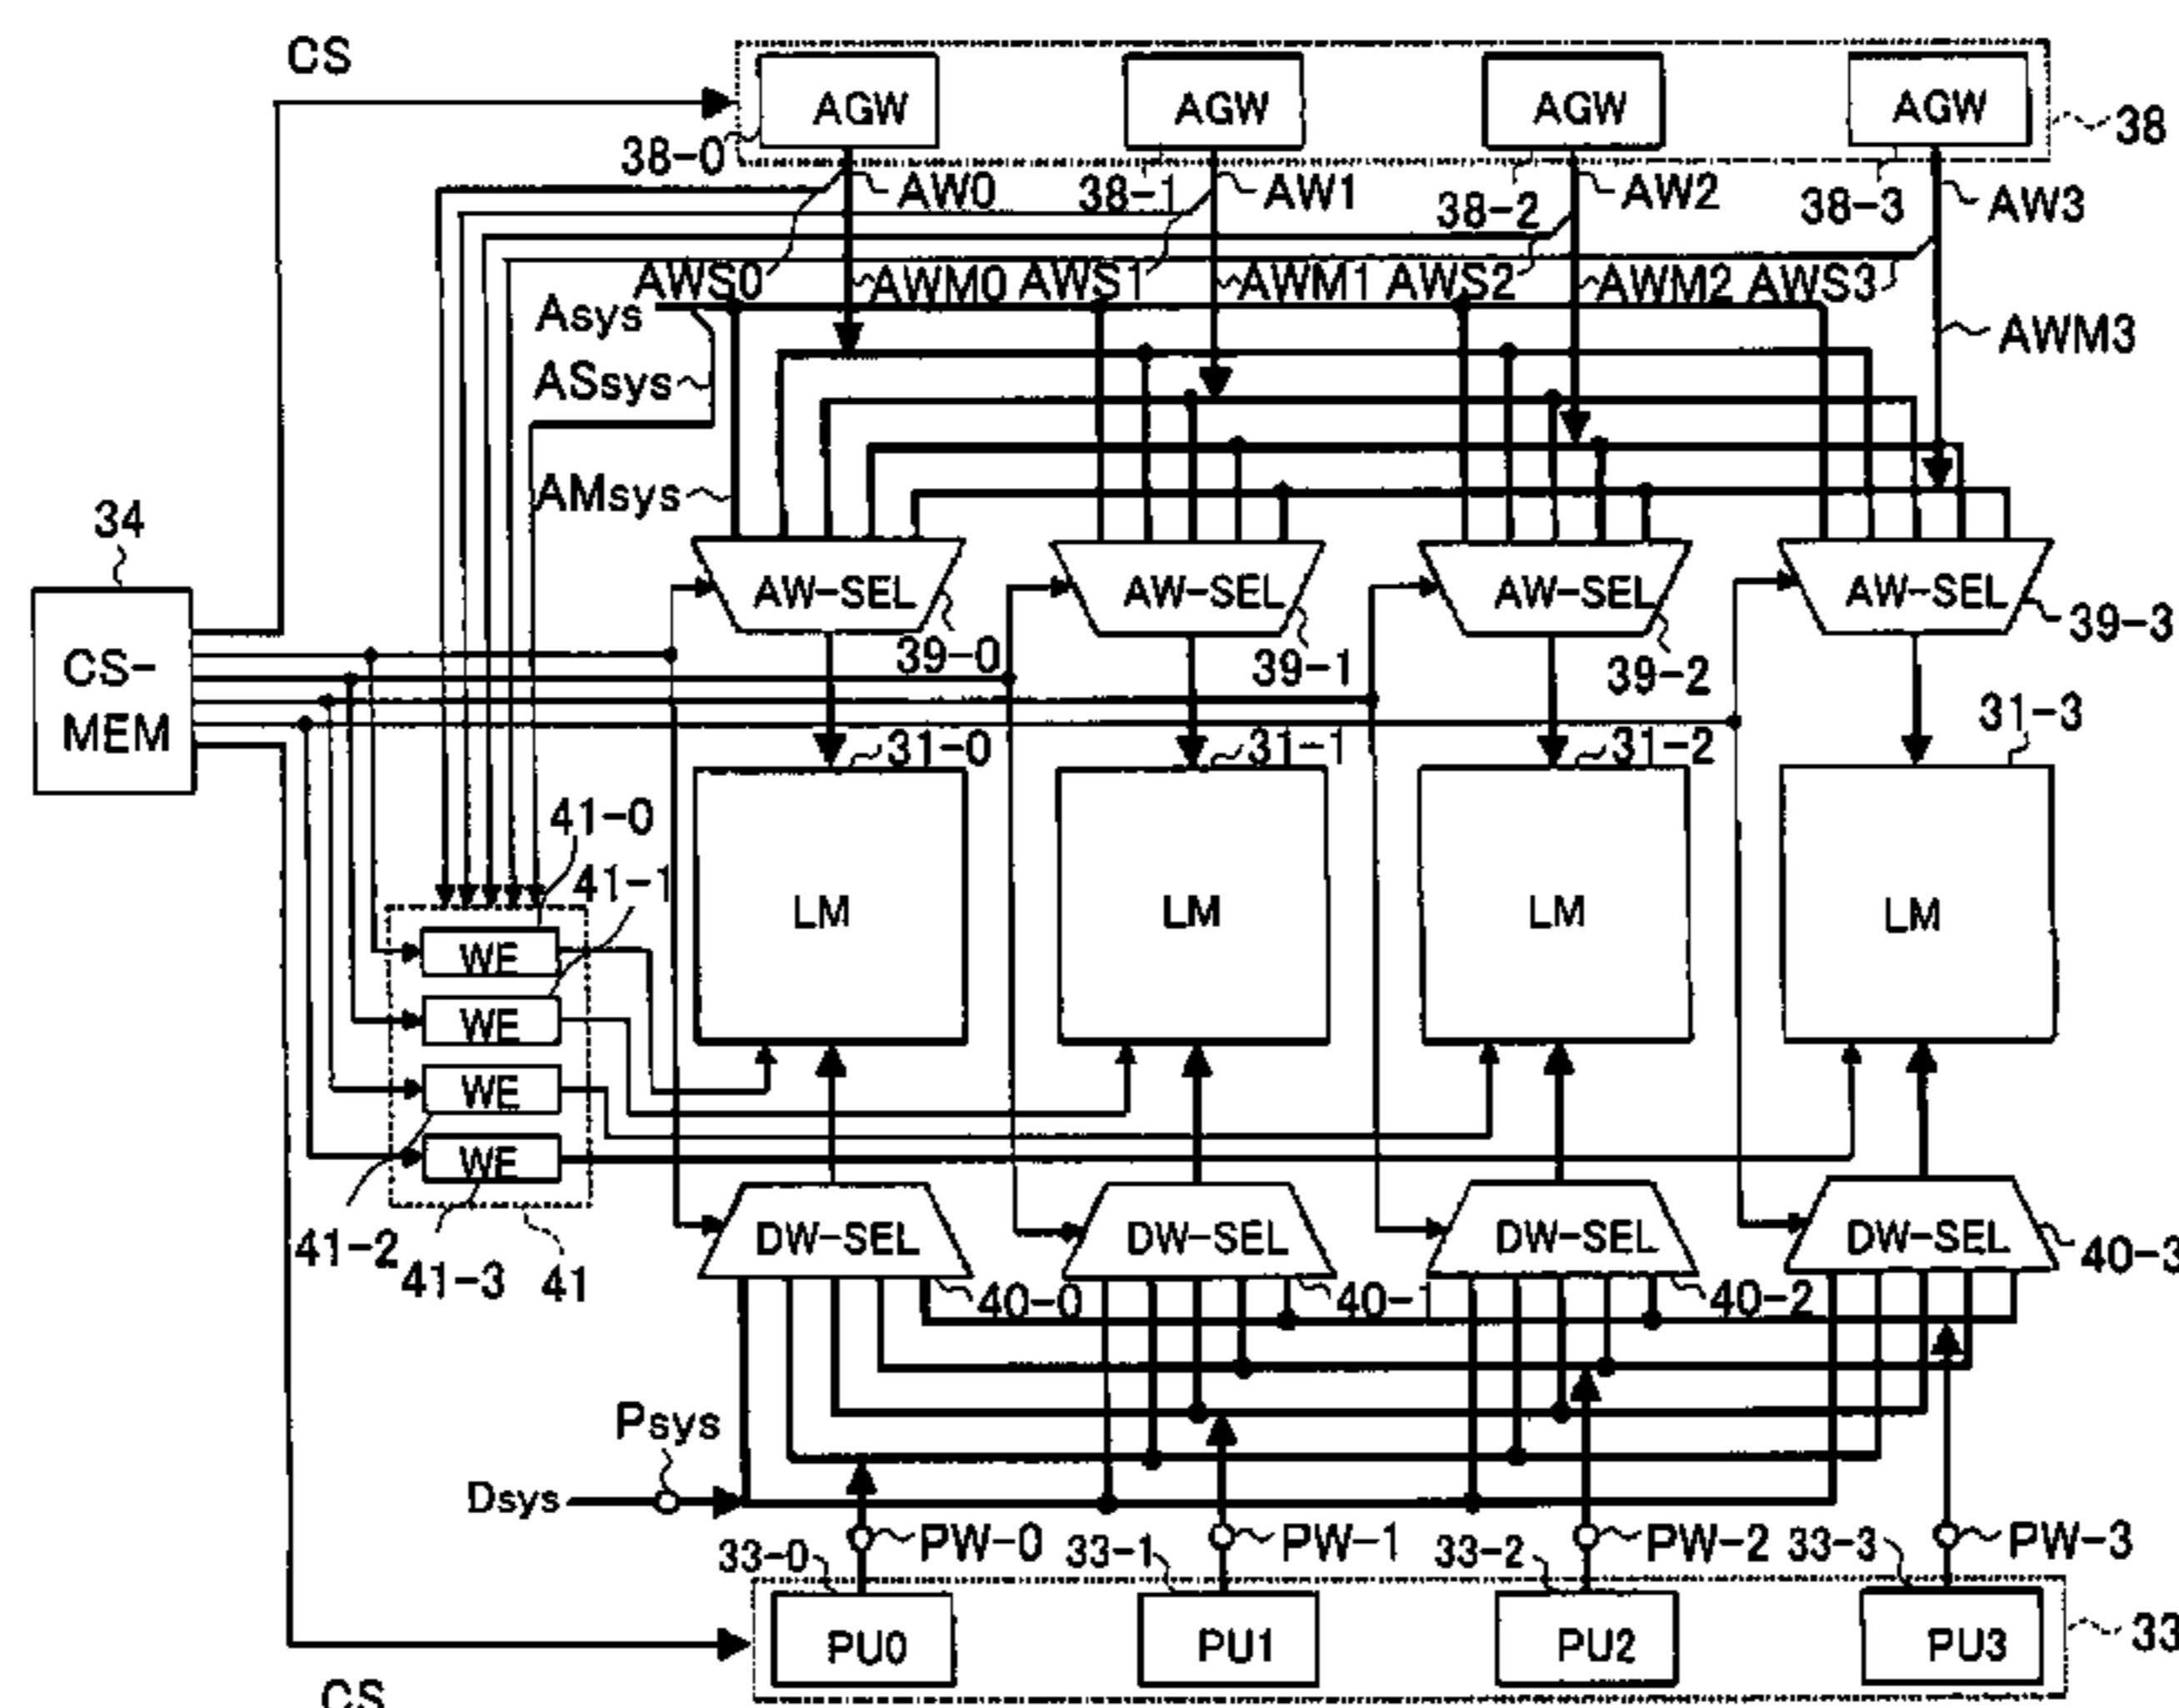 CS
AGW AGW AGW AGW
38
38-0 38-1 38-2 38-3
AW0 AW1 AW2 AW3
AWS0 AWM0 AWS1 AWM1 AWS2 AWM2 AWS3
Asys
AWM3
ASsys
AMsys
34
CS-
MEM
AW-SEL AW-SEL AW-SEL AW-SEL
39-0 39-1 39-2 39-3
31-0 31-1 31-2 31-3
LM LM LM LM
41-0
41-1
WE
WE
WE
WE
41-2 41-3 41
DW-SEL DW-SEL DW-SEL DW-SEL
40-0 40-1 40-2 40-3
Psys
Dsys
PW-0 PW-1 PW-2 PW-3
33-0 33-1 33-2 33-3
PU0 PU1 PU2 PU3
33
CS